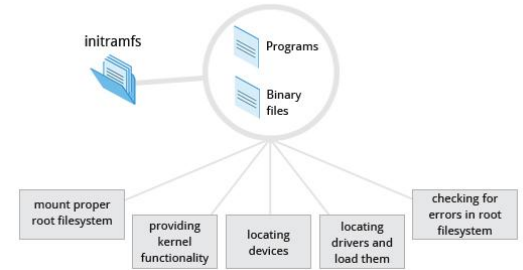 initramfs
Programs
Binary
files
mount proper
root filesystem
providing
kernel
functionality
locating
devices
locating
drivers and
load them
checking for
errors in root
filesystem